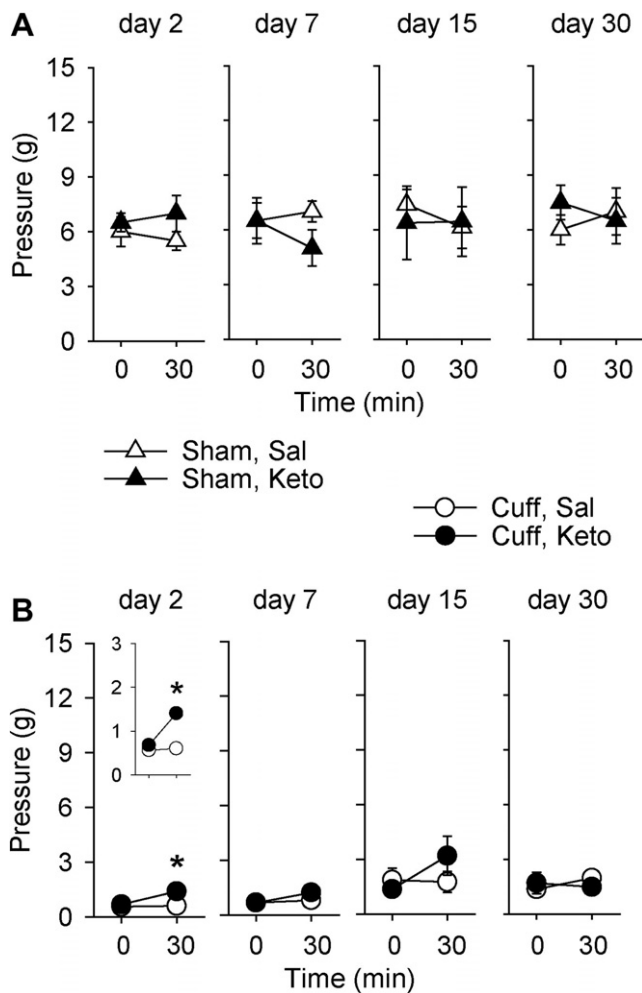 A
day 2 day 7 day 15 day 30
Pressure (g)
15
12
9
6
3
0
0 30 0 30 0 30 0 30
Time (min)
Sham, Sal
Sham, Keto
Cuff, Sal
Cuff, Keto
B
day 2 day 7 day 15 day 30
Pressure (g)
15
12
9
6
3
0
3
2
1
0
*
*
0 30 0 30 0 30 0 30
Time (min)